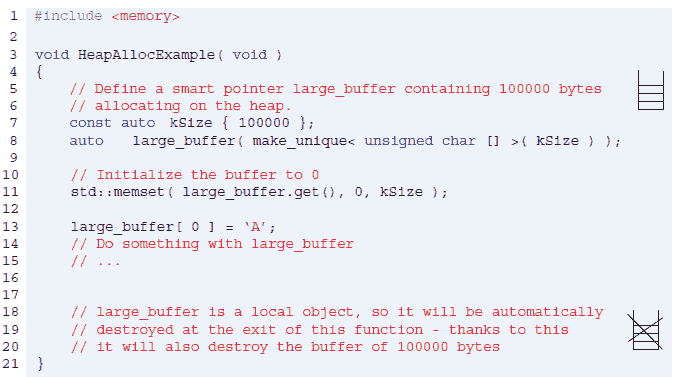 1 #include <memory>
2
3 void HeapAllocExample( void )
4 {
5 // Define a smart pointer large_buffer containing 100000 bytes
6 // allocating on the heap.
7 const auto kSize { 100000 };
8 auto large_buffer( make_unique< unsigned char [] >( kSize ) );
9
10 // Initialize the buffer to 0
11 std::memset( large_buffer.get(), 0, kSize );
12
13 large_buffer[ 0 ] = ‘A’;
14 // Do something with large_buffer
15 // ...
16
17
18 // large_buffer is a local object, so it will be automatically
19 // destroyed at the exit of this function - thanks to this
20 // it will also destroy the buffer of 100000 bytes
21 }